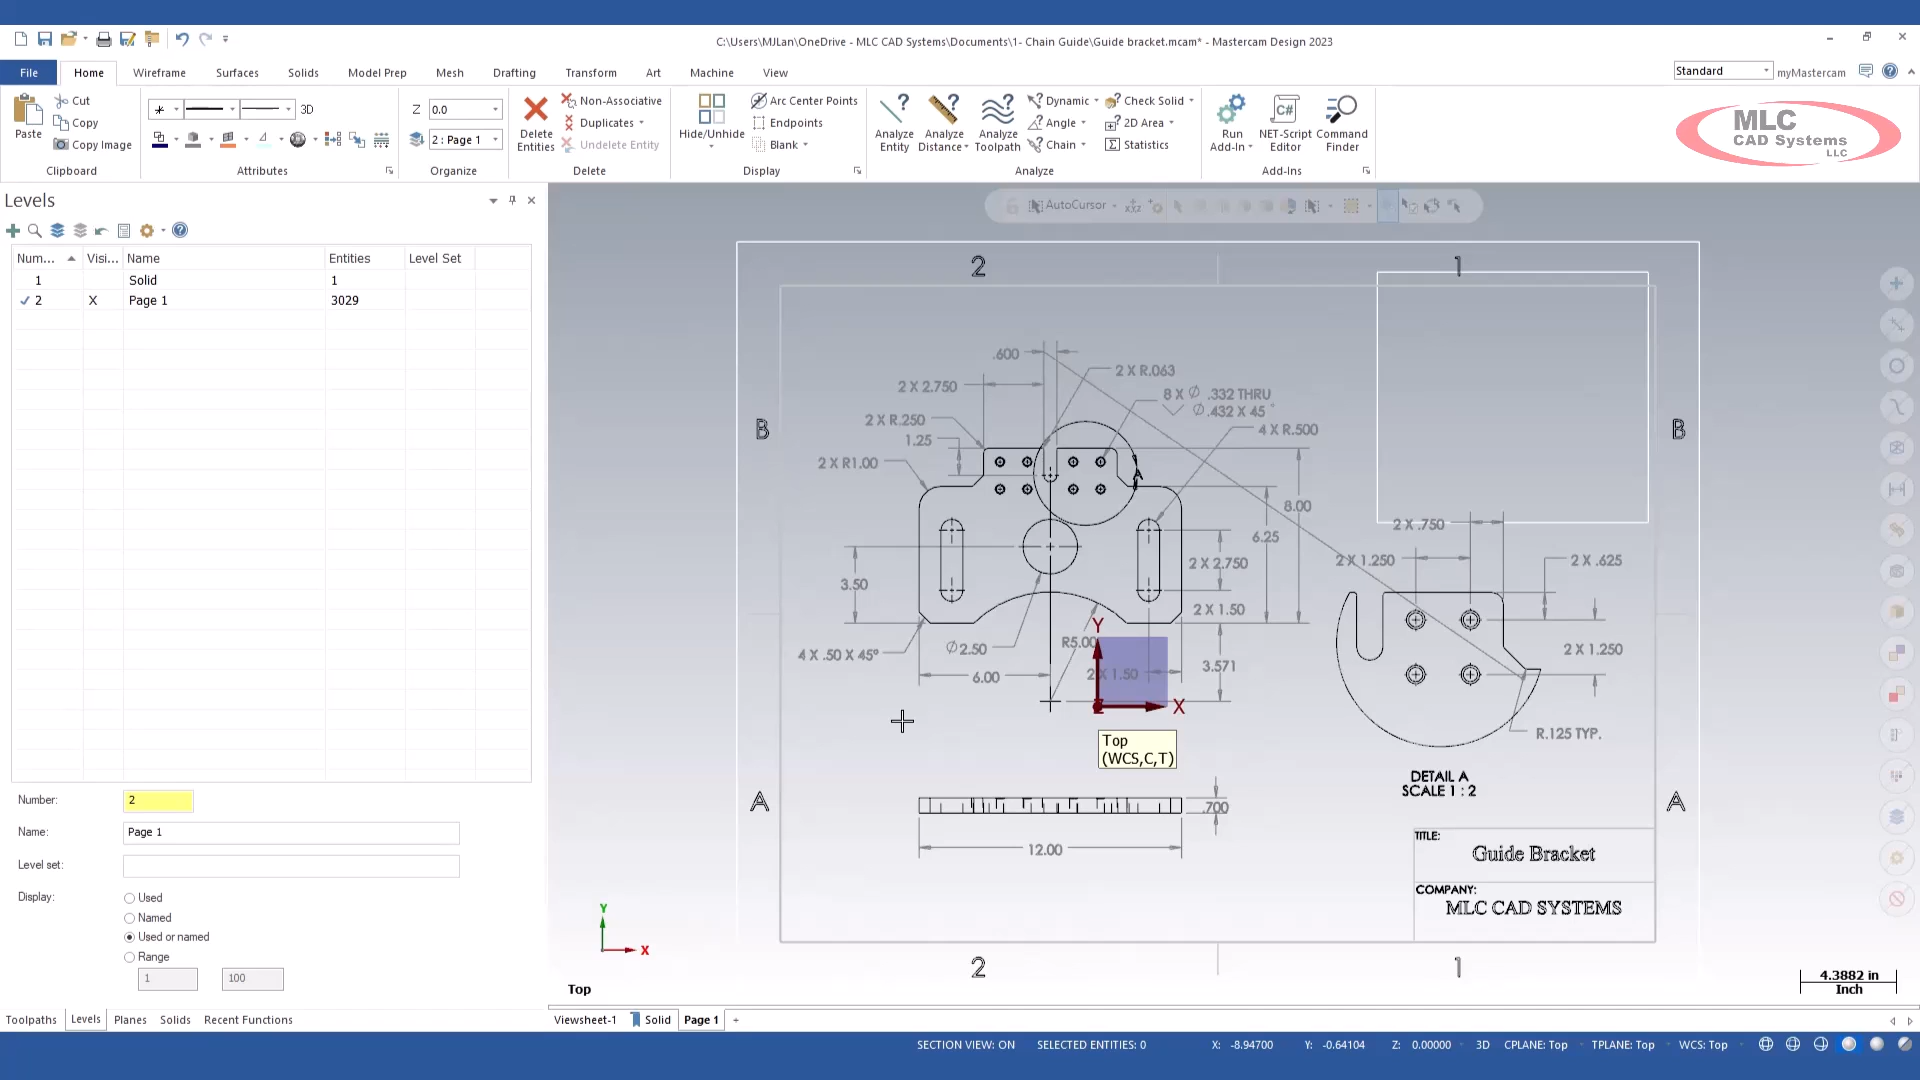 C:\Users\MJLan\OneDrive - MLC CAD Systems\Documents\1- Chain Guide\Guide bracket.mcam* - Mastercam Design 2023
File Home Wireframe Surfaces Solids Model Prep Mesh Drafting Transform Art Machine View
Standard
myMastercam
Paste
Cut
Copy
Copy Image
Clipboard
3D
Attributes
Z 0.0
2 : Page 1
Organize
Delete Entities
Non-Associative
Duplicates
Undelete Entity
Delete
Hide/Unhide
Arc Center Points
Endpoints
Blank
Display
Analyze Entity
Analyze Distance
Analyze Toolpath
Dynamic
Angle
Chain
Check Solid
2D Area
Statistics
Analyze
Run Add-In
C#
NET-Script Editor
Command Finder
Add-Ins
MLC
CAD Systems
LLC
Levels
Num... Visi... Name Entities Level Set
1 Solid 1
2 X Page 1 3029
Number: 2
Name: Page 1
Level set:
Display:
Used
Named
Used or named
Range
1 100
Toolpaths Levels Planes Solids Recent Functions
AutoCursor
2 1
.600
2 X R.063
2 X 2.750
8 X Ø .332 THRU
Ø .432 X 45°
2 X R.250
4 X R.500
1.25
B B
2 X R1.00
A
8.00
2 X .750
6.25
2 X 1.250
2 X .625
2 X 2.750
3.50
2 X 1.50
Y
R5.00
Ø2.50
4 X .50 X 45°
2 X 1.250
3.571
2 X 1.50
6.00
Z X
R.125 TYP.
Top
(WCS,C,T)
DETAIL A
SCALE 1 : 2
A A
.700
12.00
TITLE:
Guide Bracket
COMPANY:
MLC CAD SYSTEMS
Y
X
2 1
Top
4.3882 in
Inch
Viewsheet-1 Solid Page 1 +
SECTION VIEW: ON SELECTED ENTITIES: 0 X: -8.94700 Y: -0.64104 Z: 0.00000 3D CPLANE: Top TPLANE: Top WCS: Top